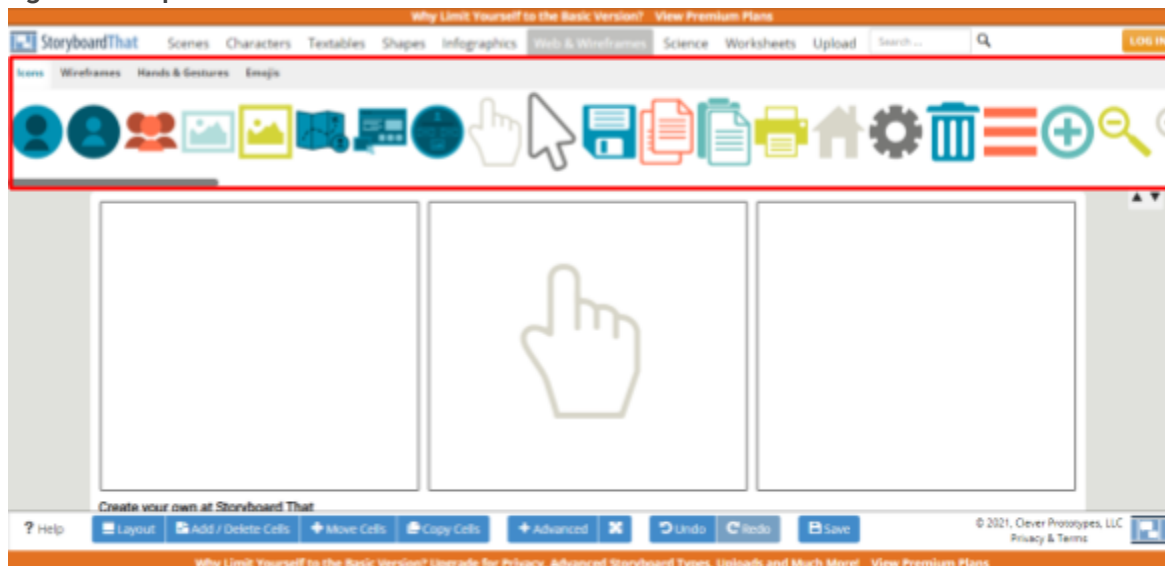 Why Limit Yourself to the Basic Version? View Premium Plans
StoryboardThat Scenes Characters Textables Shapes Infographics Web & Wireframes Science Worksheets Upload Search ... LOG IN
Icons Wireframes Hands & Gestures Emojis
Create your own at Storyboard That
? Help Layout Add / Delete Cells Move Cells Copy Cells Advanced Undo Redo Save
© 2021, Clever Prototypes, LLC
Privacy & Terms
Why Limit Yourself to the Basic Version? Upgrade for Privacy, Advanced Storyboard Types, Uploads and Much More! View Premium Plans